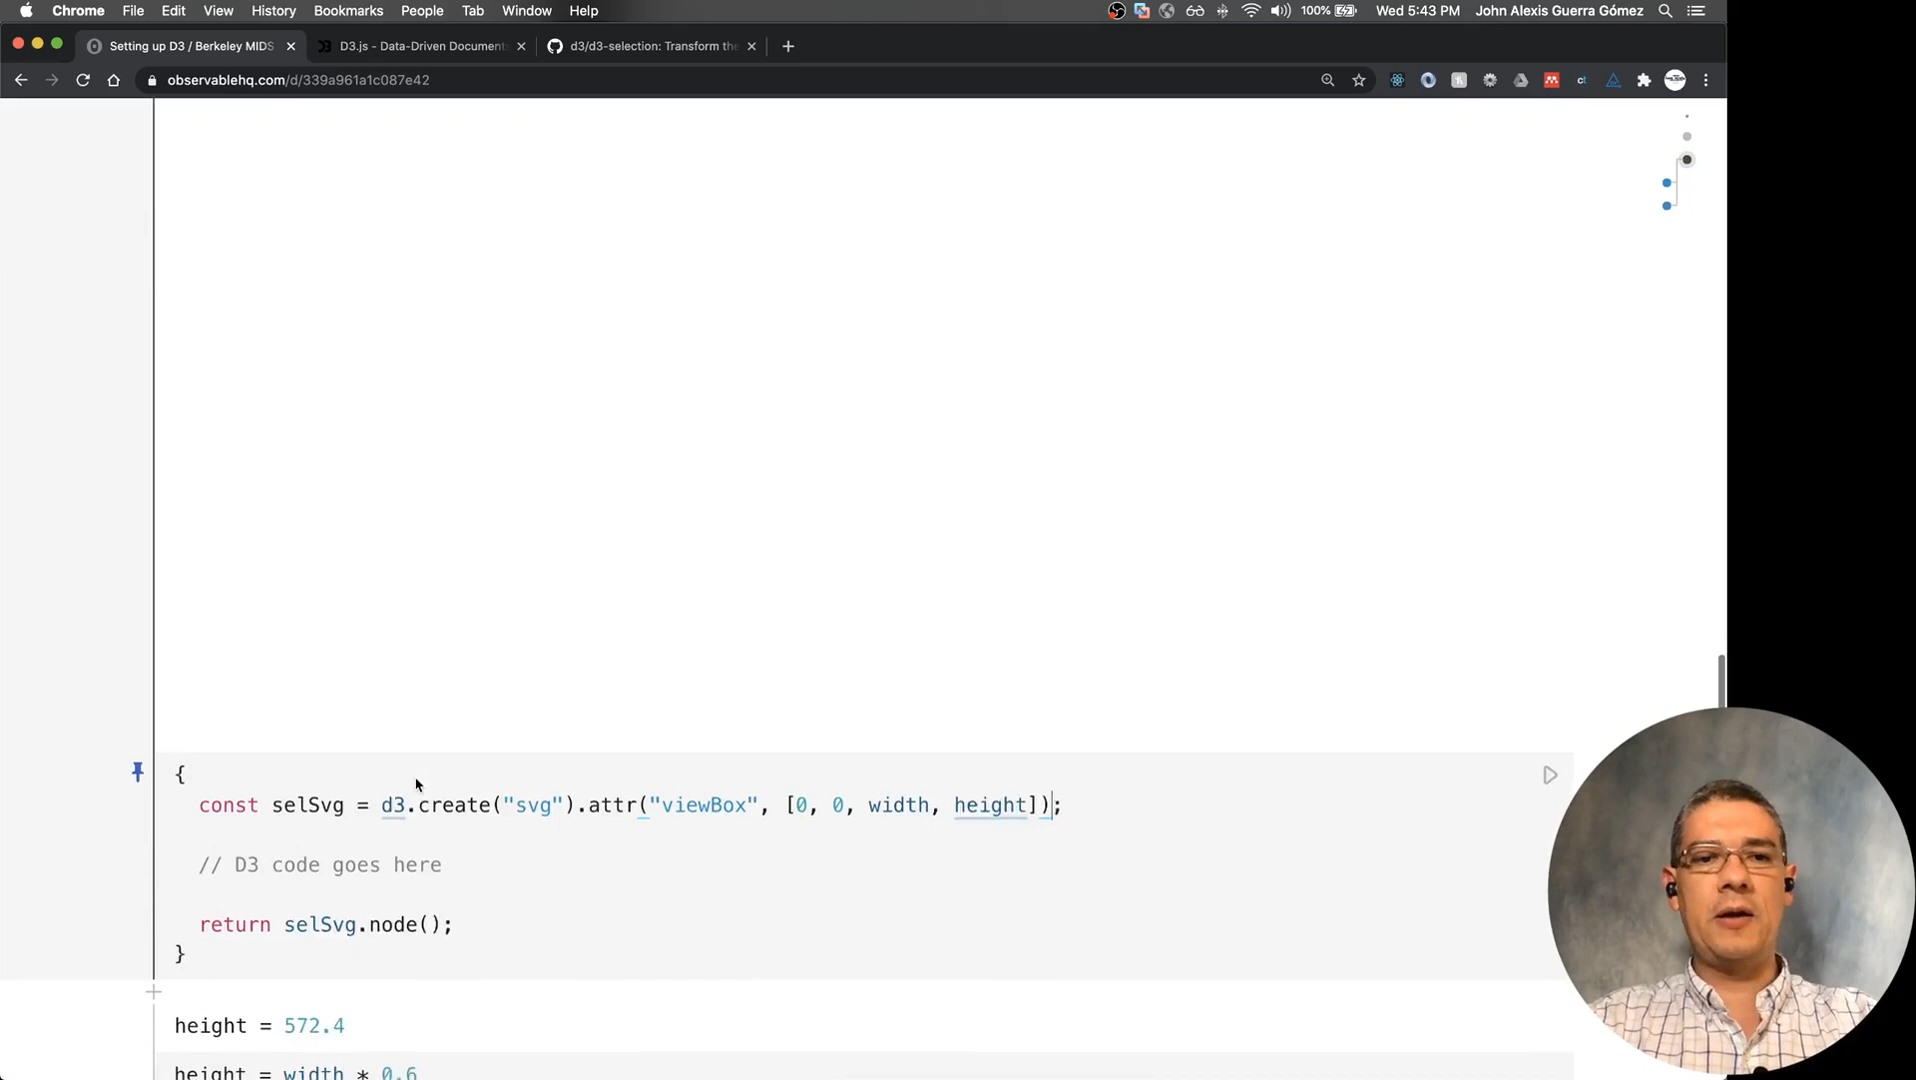 Chrome File Edit View History Bookmarks People Tab Window Help 100% Wed 5:43 PM John Alexis Guerra Gómez
Setting up D3 / Berkeley MIDS D3.js - Data-Driven Document d3/d3-selection: Transform the
observablehq.com/d/339a961a1c087e42
{
const selSvg = d3.create("svg").attr("viewBox", [0, 0, width, height]);
// D3 code goes here
return selSvg.node();
}
height = 572.4
height = width * 0.6